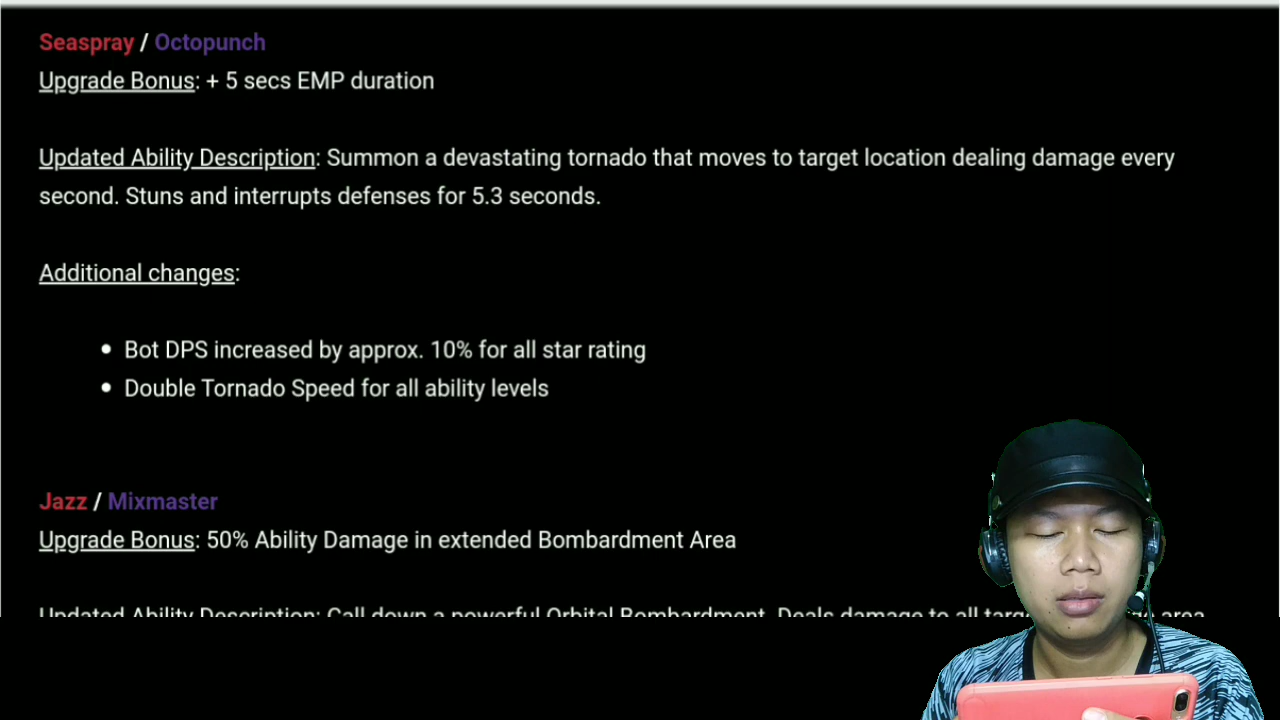 Seaspray / Octopunch
Upgrade Bonus: + 5 secs EMP duration
Updated Ability Description: Summon a devastating tornado that moves to target location dealing damage every
second. Stuns and interrupts defenses for 5.3 seconds.
Additional changes:
• Bot DPS increased by approx. 10% for all star rating
• Double Tornado Speed for all ability levels
Jazz / Mixmaster
Upgrade Bonus: 50% Ability Damage in extended Bombardment Area
Updated Ability Description: Call down a powerful Orbital Bombardment. Deals damage to all area